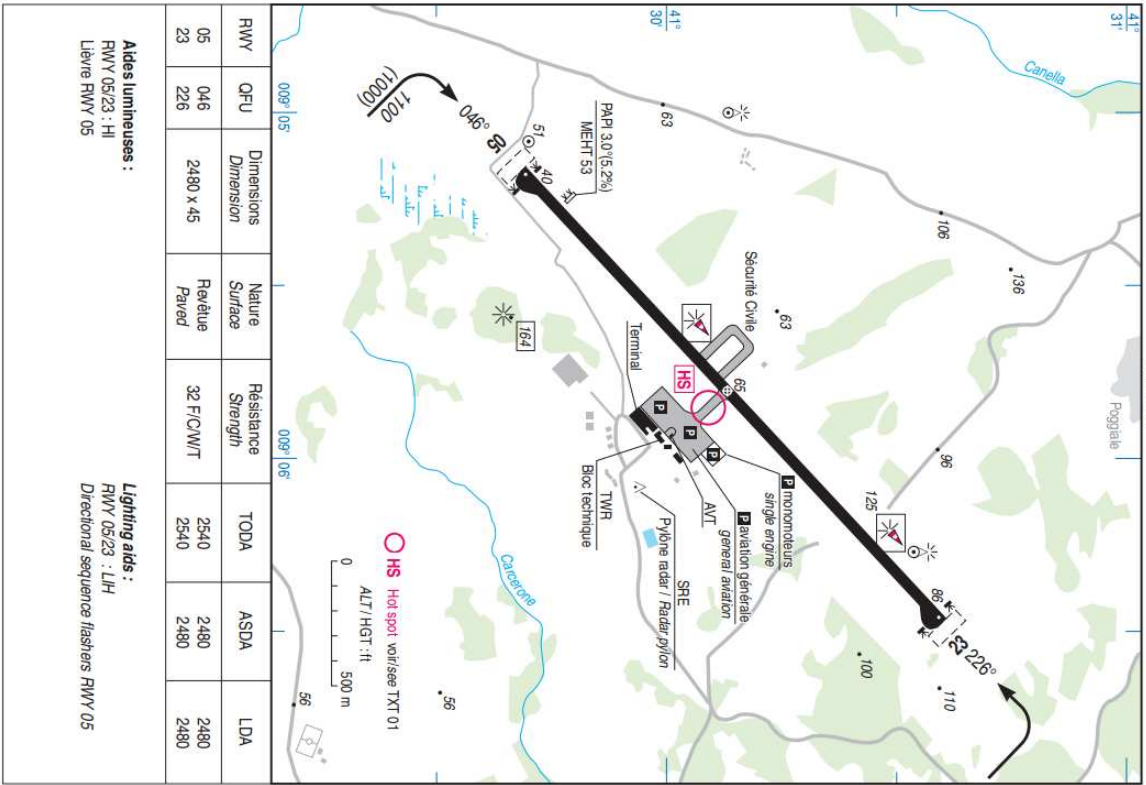 41°
31'
41°
30'
Canella
Poggiale
136
106
63
96
63
PAPI 3.0°(5.2%)
MEHT 53
Sécurité Civile
125
86
23 226°
110
100
65
HS
P monomoteurs
single engine
P aviation générale
general aviation
AVT
P
P
P
SRE
Pylône radar / Radar pylon
TWR
Bloc technique
Terminal
51
40
05
046°
1100
(1000)
164
Carcerone
HS Hot spot voir/see TXT 01
ALT / HGT : ft
0 500 m
56
56
009° 05'
009° 06'
RWY QFU Dimensions Nature Résistance TODA ASDA LDA
Dimension Surface Strength
05 046 2480 x 45 Revêtue 32 F/C/W/T 2540 2480 2480
23 226 Paved 2540 2480 2480
Aides lumineuses :
RWY 05/23 : HI
Lièvre RWY 05
Lighting aids :
RWY 05/23 : LIH
Directional sequence flashers RWY 05